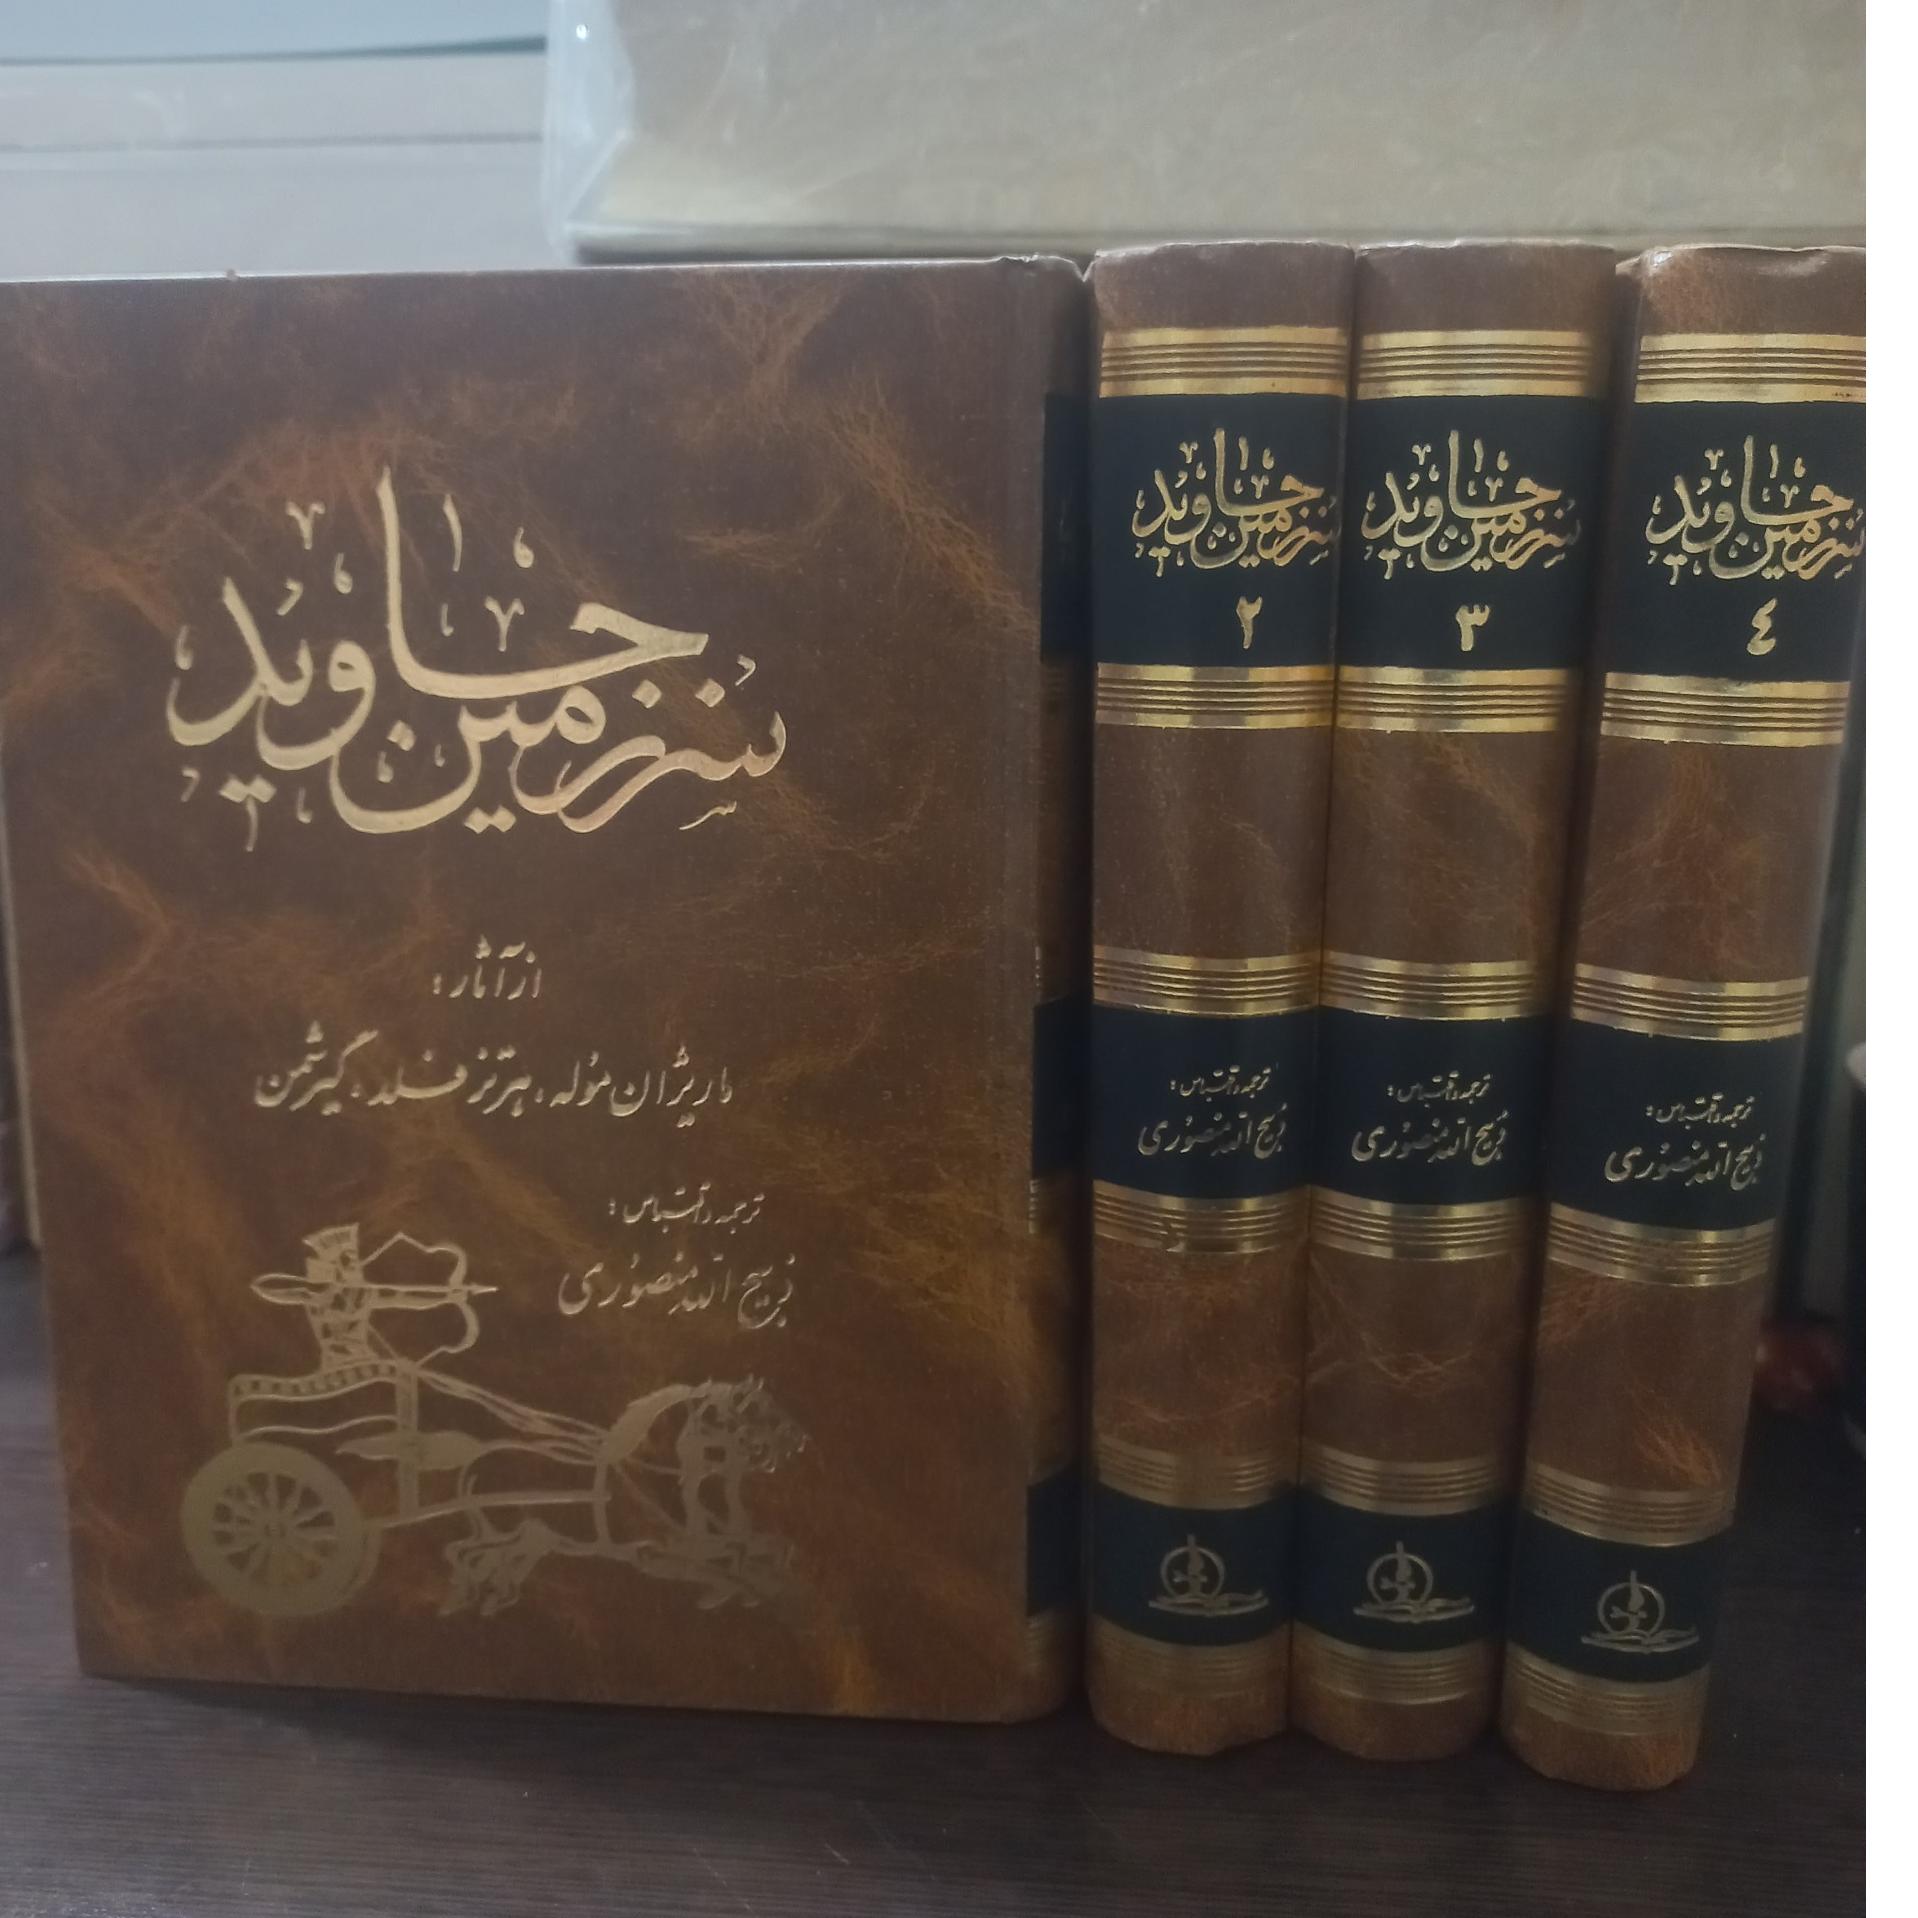 سرزمین جاوید
از آثار:
ماریژان موله، هرتزفلد، گیرشمن
ترجمه و اقتباس:
ذبیح الله منصوری
سرزمین جاوید
۲
ترجمه و اقتباس:
ذبیح الله منصوری
سرزمین جاوید
۳
ترجمه و اقتباس:
ذبیح الله منصوری
سرزمین جاوید
٤
ترجمه و اقتباس:
ذبیح الله منصوری